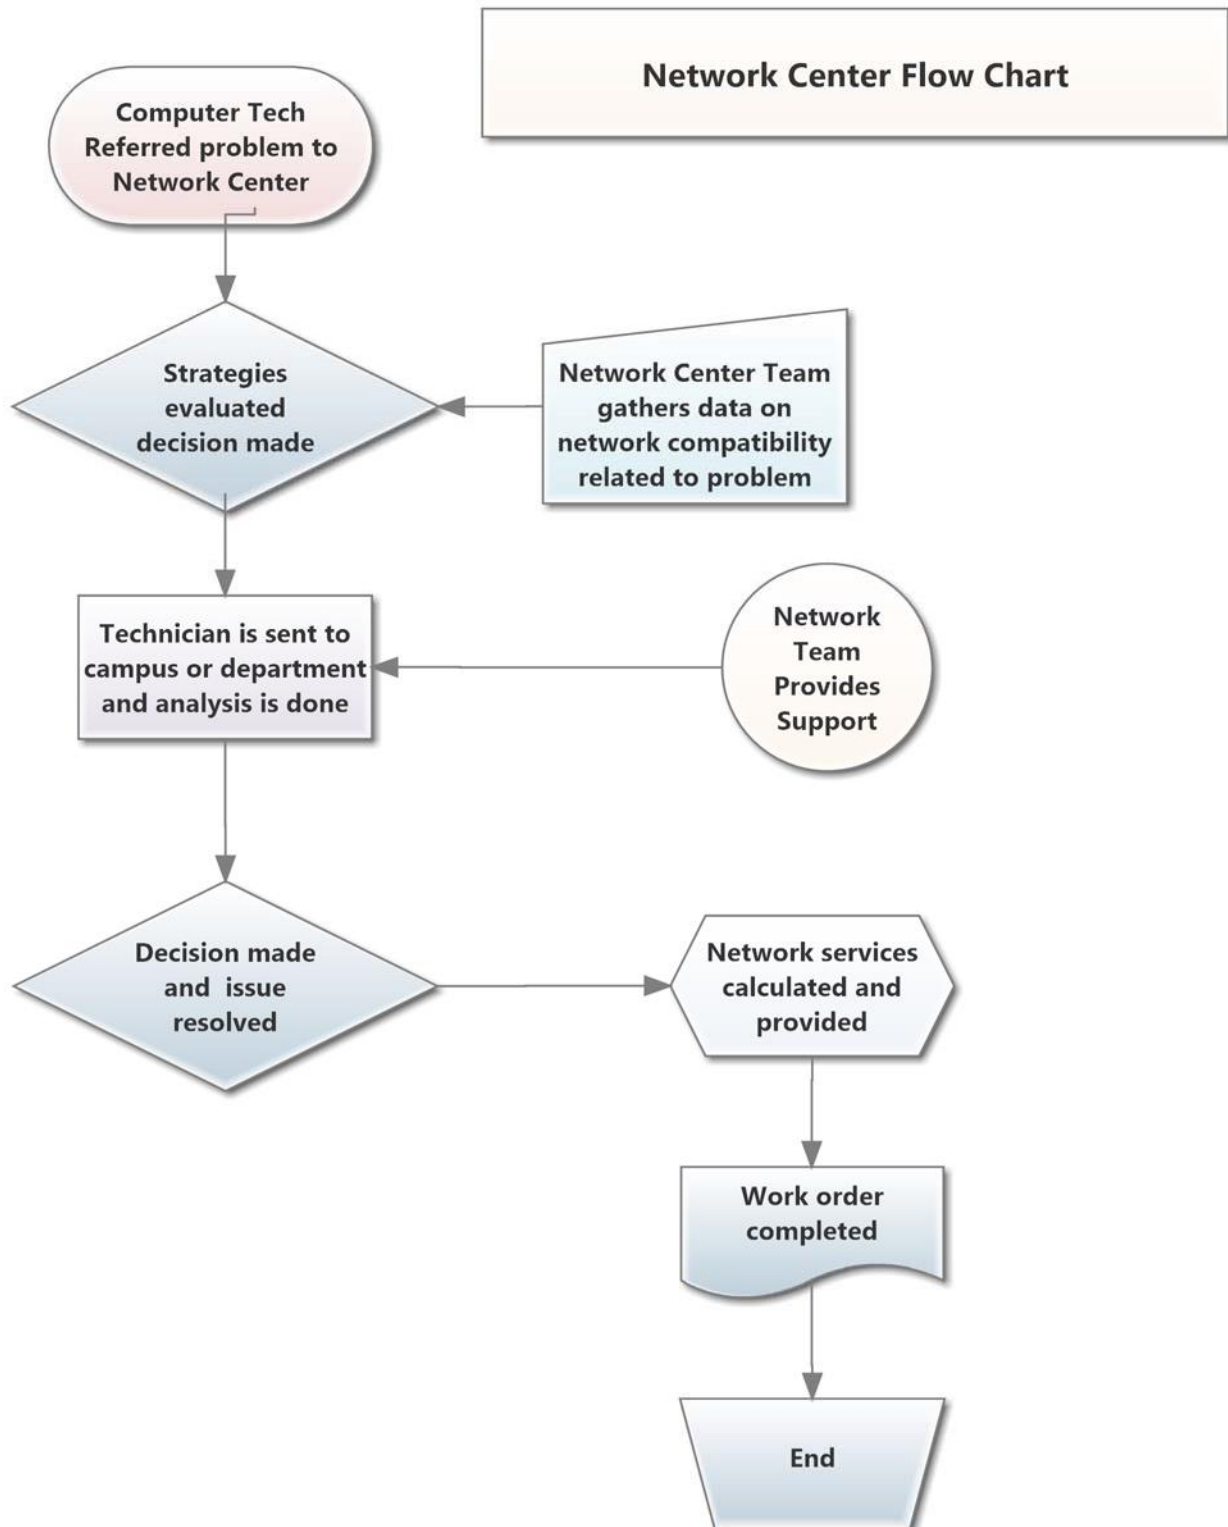 Network Center Flow Chart
Computer Tech
Referred problem to
Network Center
Strategies
evaluated
decision made
Network Center Team
gathers data on
network compatibility
related to problem
Technician is sent to
campus or department
and analysis is done
Network
Team
Provides
Support
Decision made
and issue
resolved
Network services
calculated and
provided
Work order
completed
End